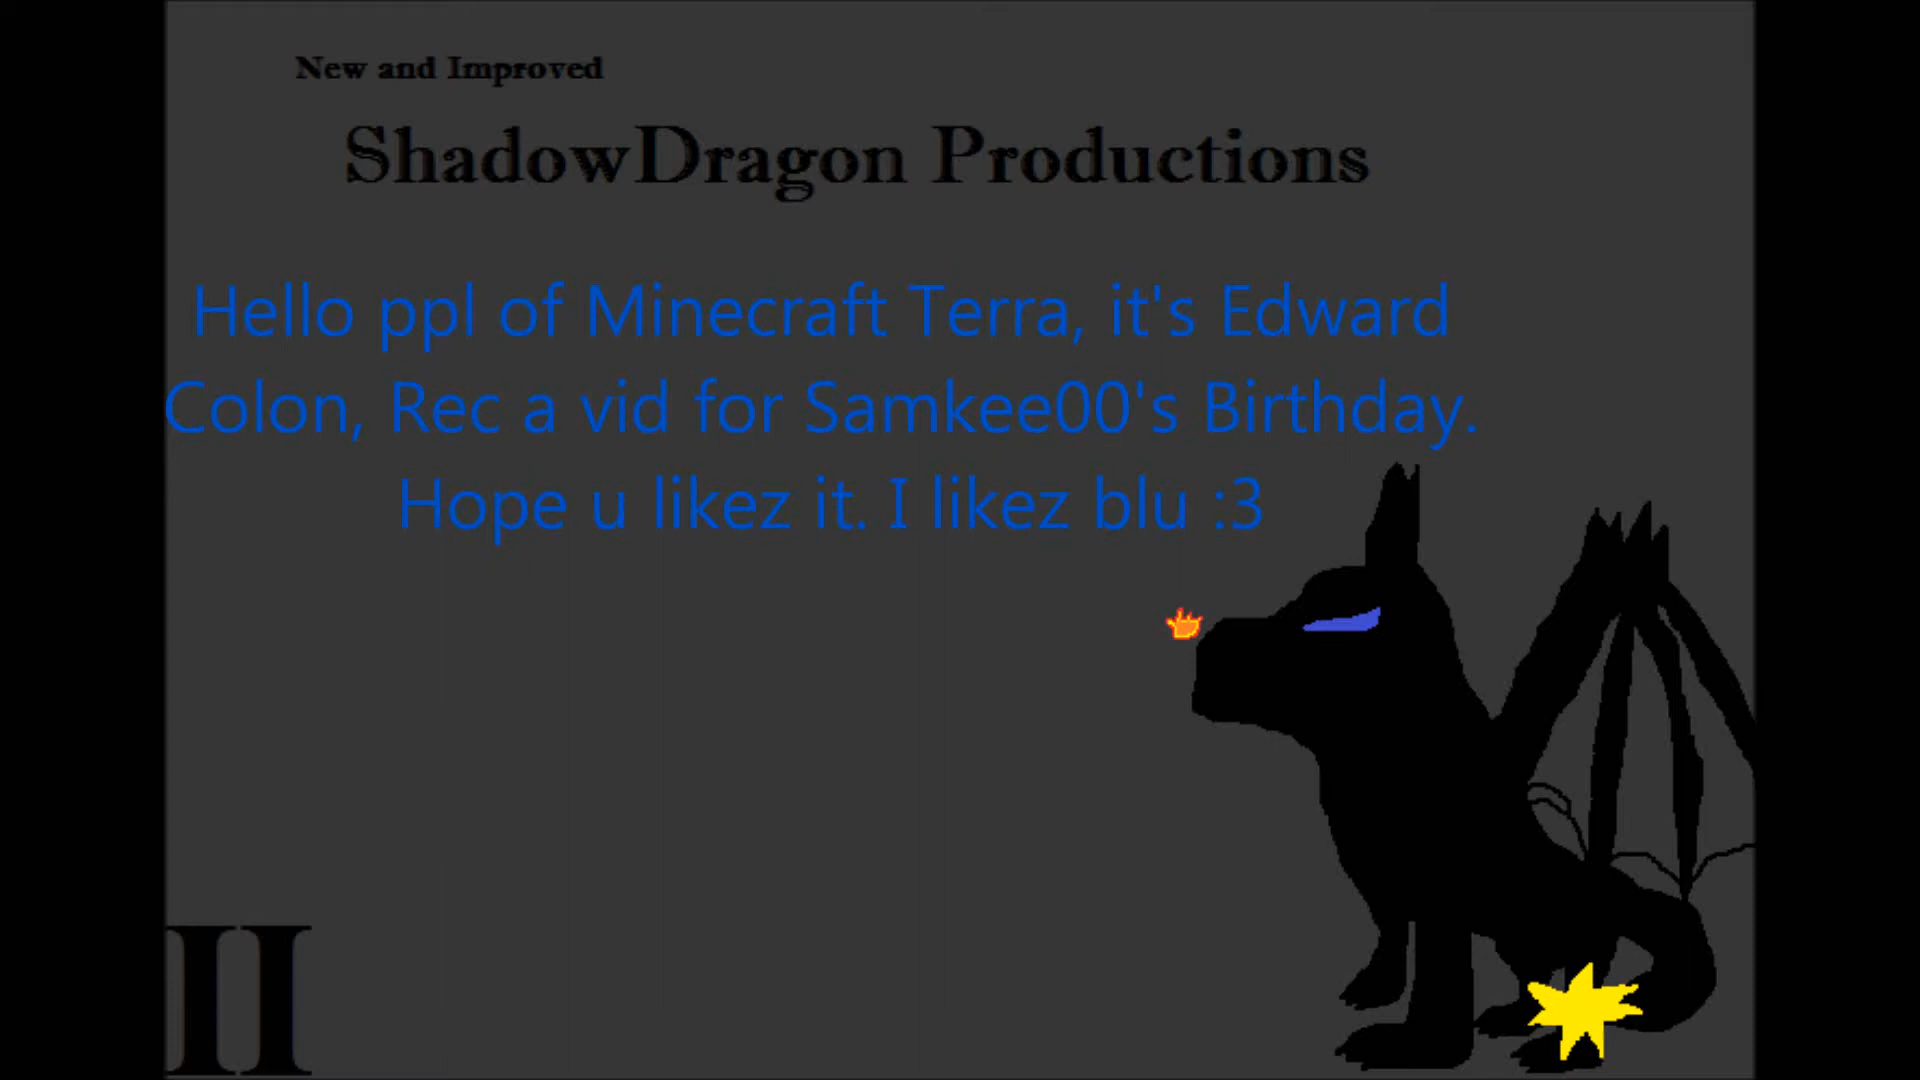 New and Improved
ShadowDragon Productions
Hello ppl of Minecraft Terra, it's Edward
Colon, Rec a vid for Samkee00's Birthday.
Hope u likez it. I likez blu :3
II